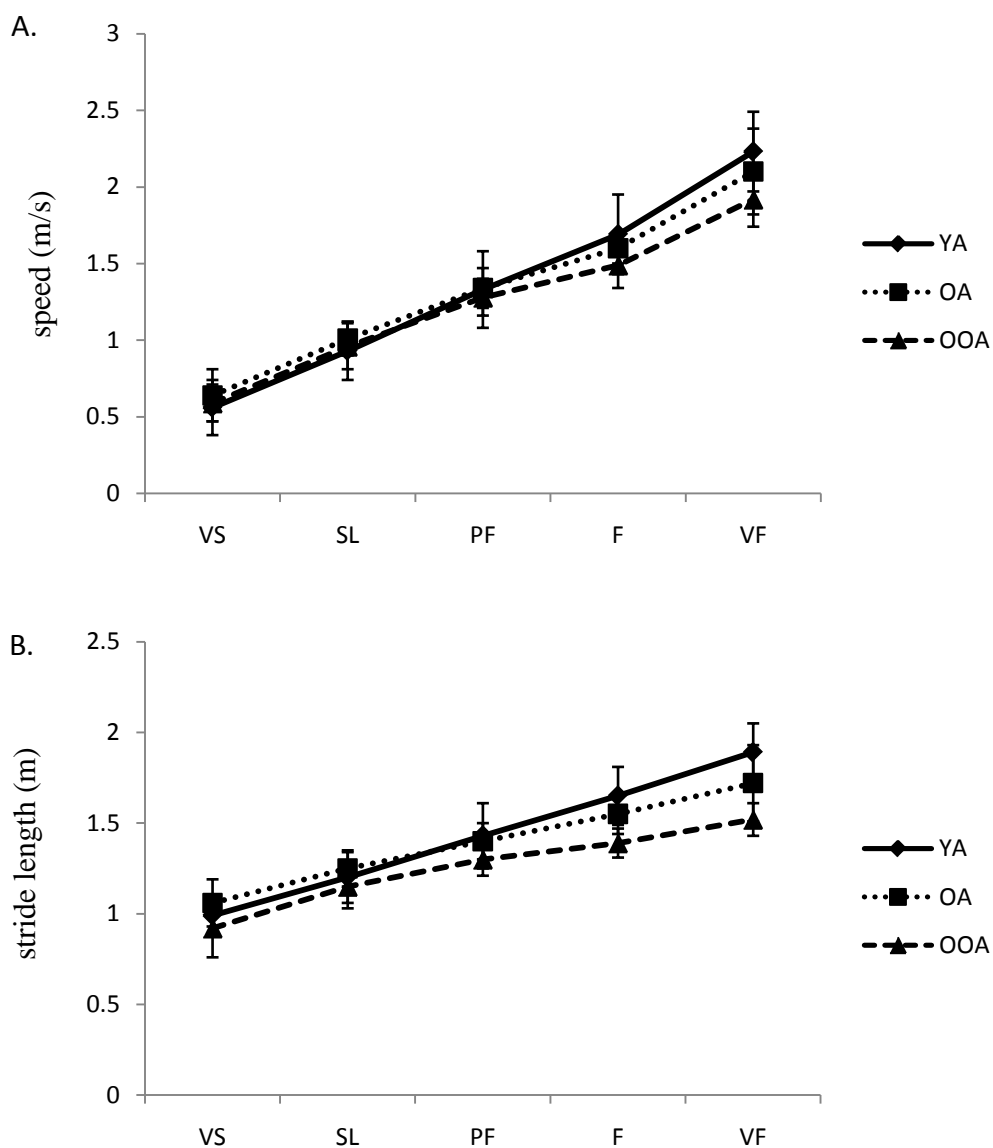 A.
3
2.5
2
1.5
1
0.5
0
speed (m/s)
VS SL PF F VF
YA
OA
OOA
B.
2.5
2
1.5
1
0.5
0
stride length (m)
VS SL PF F VF
YA
OA
OOA